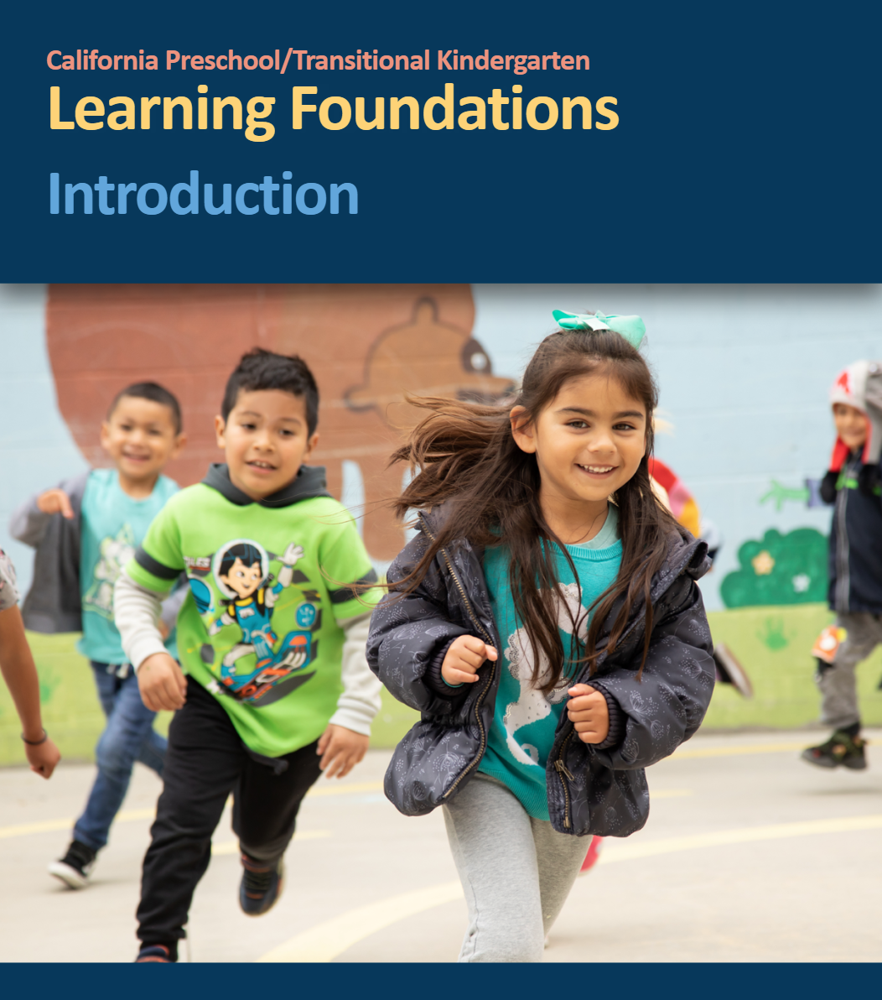 California Preschool/Transitional Kindergarten
Learning Foundations
Introduction